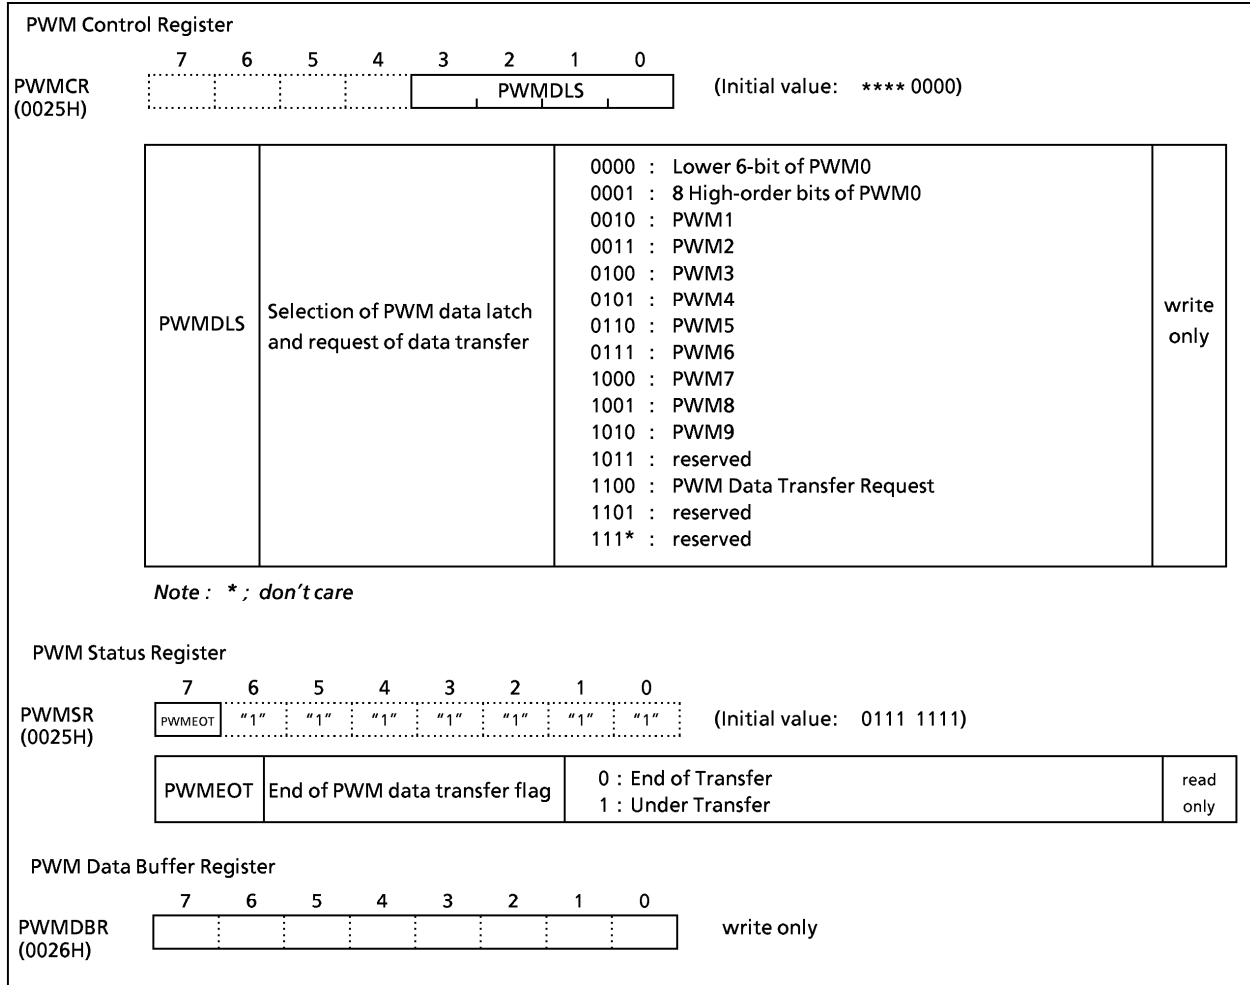 PWM Control Register
7 6 5 4 3 2 1 0
PWMCR
(0025H)
PWMDLS
(Initial value: **** 0000)
PWMDLS
Selection of PWM data latch
and request of data transfer
0000 : Lower 6-bit of PWM0
0001 : 8 High-order bits of PWM0
0010 : PWM1
0011 : PWM2
0100 : PWM3
0101 : PWM4
0110 : PWM5
0111 : PWM6
1000 : PWM7
1001 : PWM8
1010 : PWM9
1011 : reserved
1100 : PWM Data Transfer Request
1101 : reserved
111* : reserved
write
only
Note : * ; don't care
PWM Status Register
7 6 5 4 3 2 1 0
PWMSR
(0025H)
PWMEOT "1" "1" "1" "1" "1" "1" "1"
(Initial value: 0111 1111)
PWMEOT
End of PWM data transfer flag
0 : End of Transfer
1 : Under Transfer
read
only
PWM Data Buffer Register
7 6 5 4 3 2 1 0
PWMDBR
(0026H)
write only